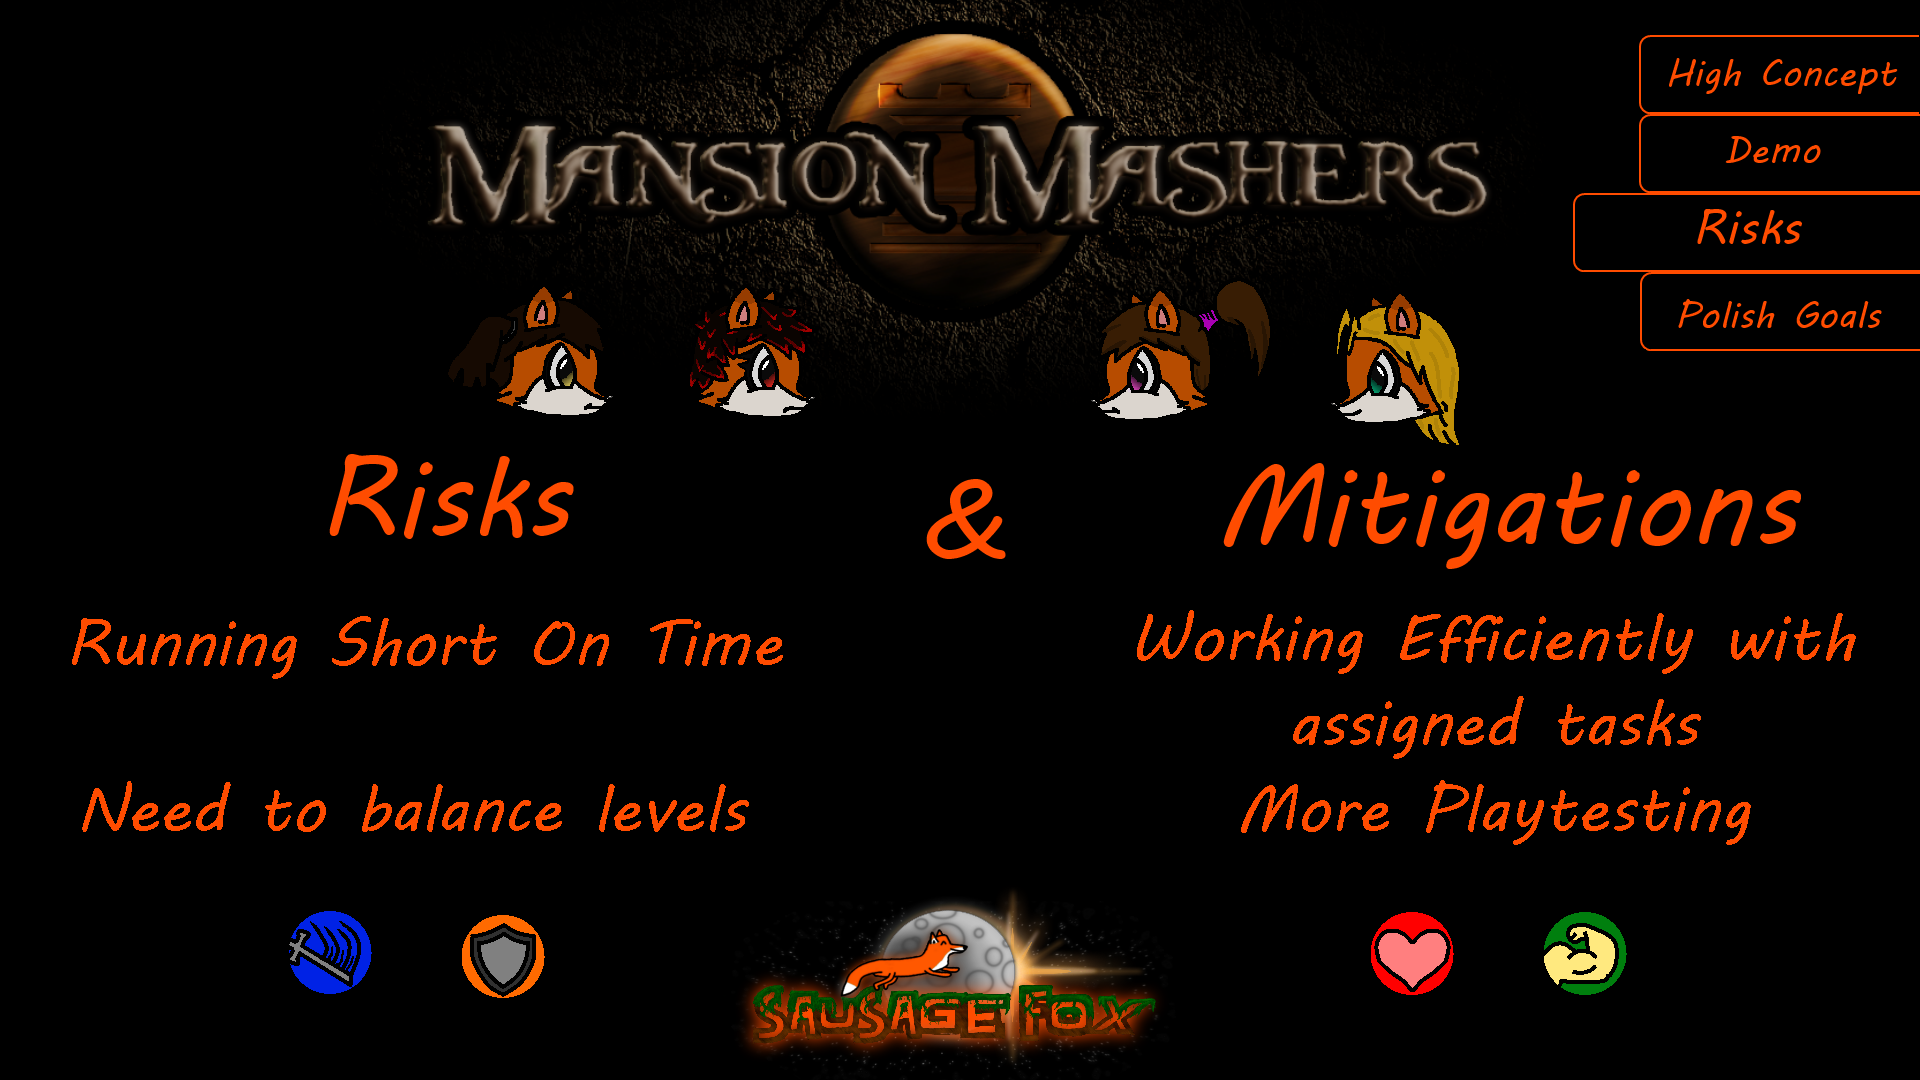 MANSION MASHERS
High Concept
Demo
Risks
Polish Goals
Risks & Mitigations
Running Short On Time
Working Efficiently with
assigned tasks
Need to balance levels
More Playtesting
SAUSAGE FOX